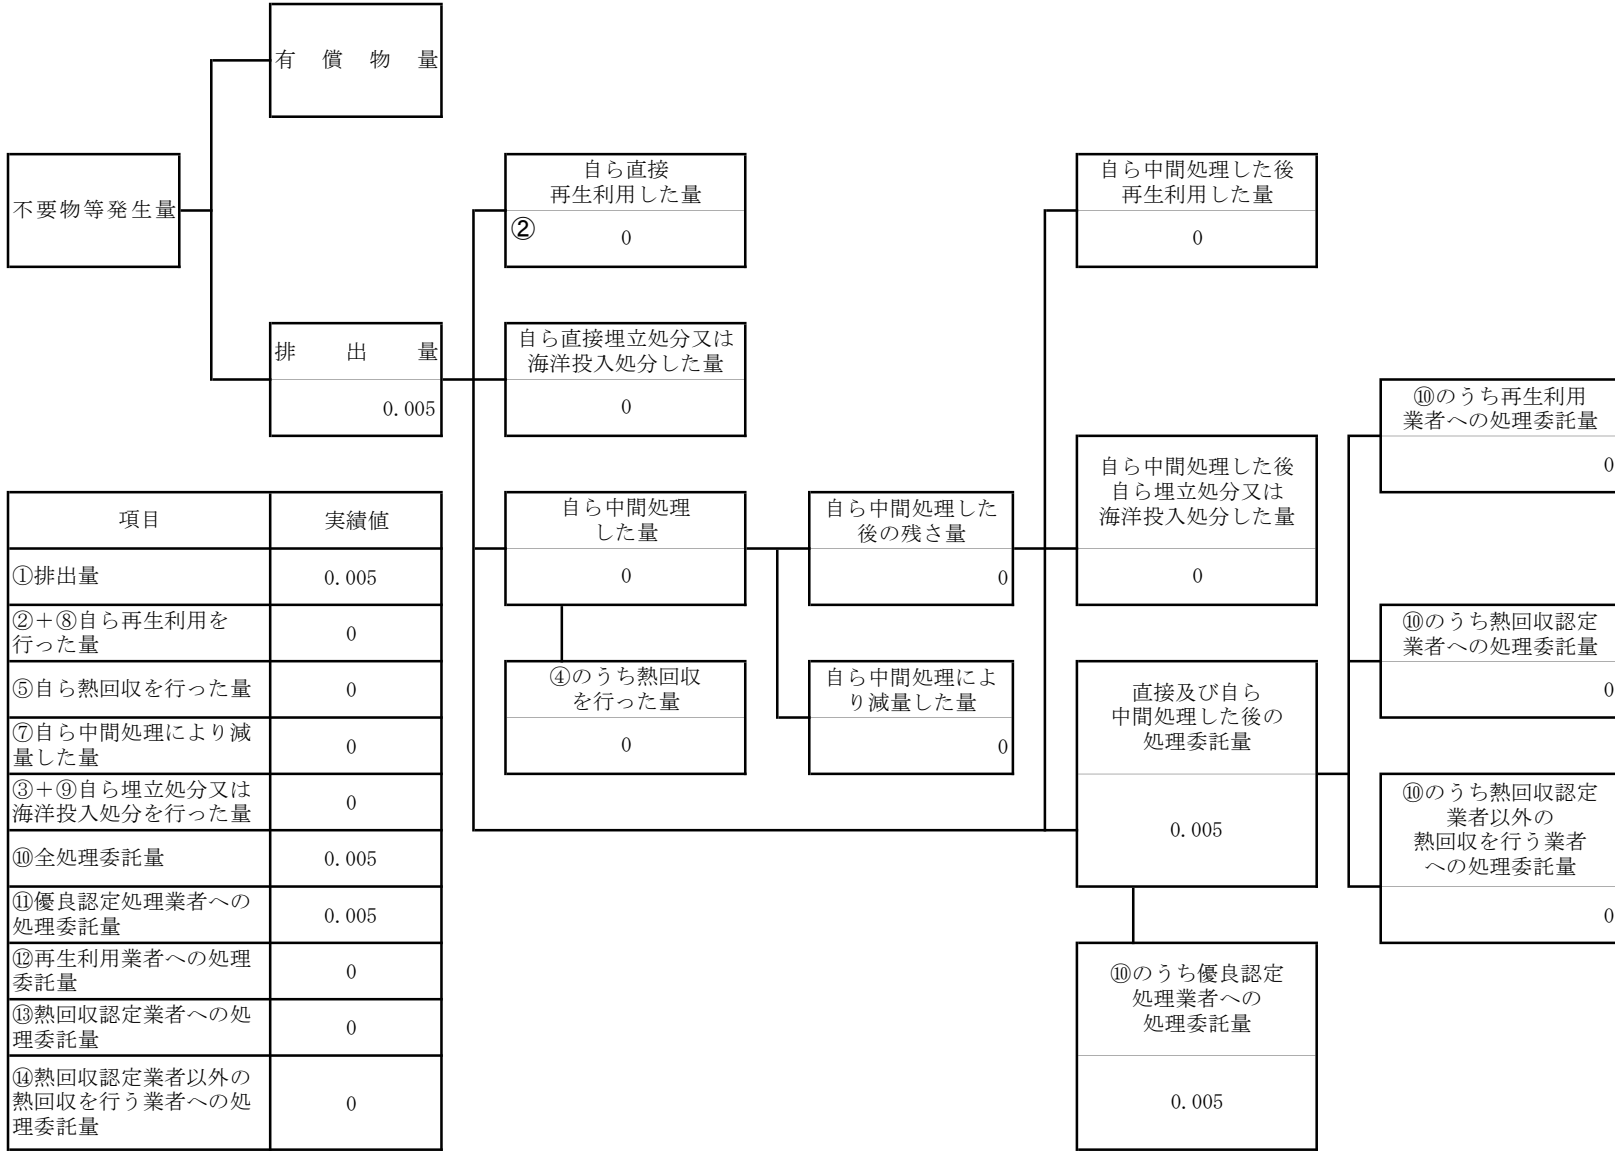 有償物量
不要物等発生量
自ら直接
再生利用した量
②
0
自ら中間処理した後
再生利用した量
0
排出量
0.005
自ら直接埋立処分又は
海洋投入処分した量
0
⑩のうち再生利用
業者への処理委託量
0
自ら中間処理
した量
0
自ら中間処理した
後の残さ量
0
自ら中間処理した後
自ら埋立処分又は
海洋投入処分した量
0
⑩のうち熱回収認定
業者への処理委託量
0
④のうち熱回収
を行った量
0
自ら中間処理によ
り減量した量
0
直接及び自ら
中間処理した後の
処理委託量
0.005
⑩のうち熱回収認定
業者以外の
熱回収を行う業者
への処理委託量
0
⑩のうち優良認定
処理業者への
処理委託量
0.005
項目 実績値
①排出量 0.005
②＋⑧自ら再生利用を
行った量 0
⑤自ら熱回収を行った量 0
⑦自ら中間処理により減
量した量 0
③＋⑨自ら埋立処分又は
海洋投入処分を行った量 0
⑩全処理委託量 0.005
⑪優良認定処理業者への
処理委託量 0.005
⑫再生利用業者への処理
委託量 0
⑬熱回収認定業者への処
理委託量 0
⑭熱回収認定業者以外の
熱回収を行う業者への処
理委託量 0